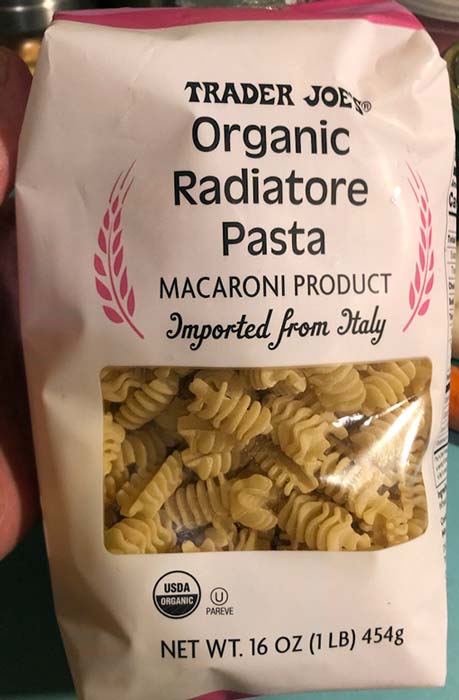 TRADER JOE'S®
Organic
Radiatore
Pasta
MACARONI PRODUCT
Imported from Italy
USDA
ORGANIC
U
PAREVE
NET WT. 16 OZ (1 LB) 454g